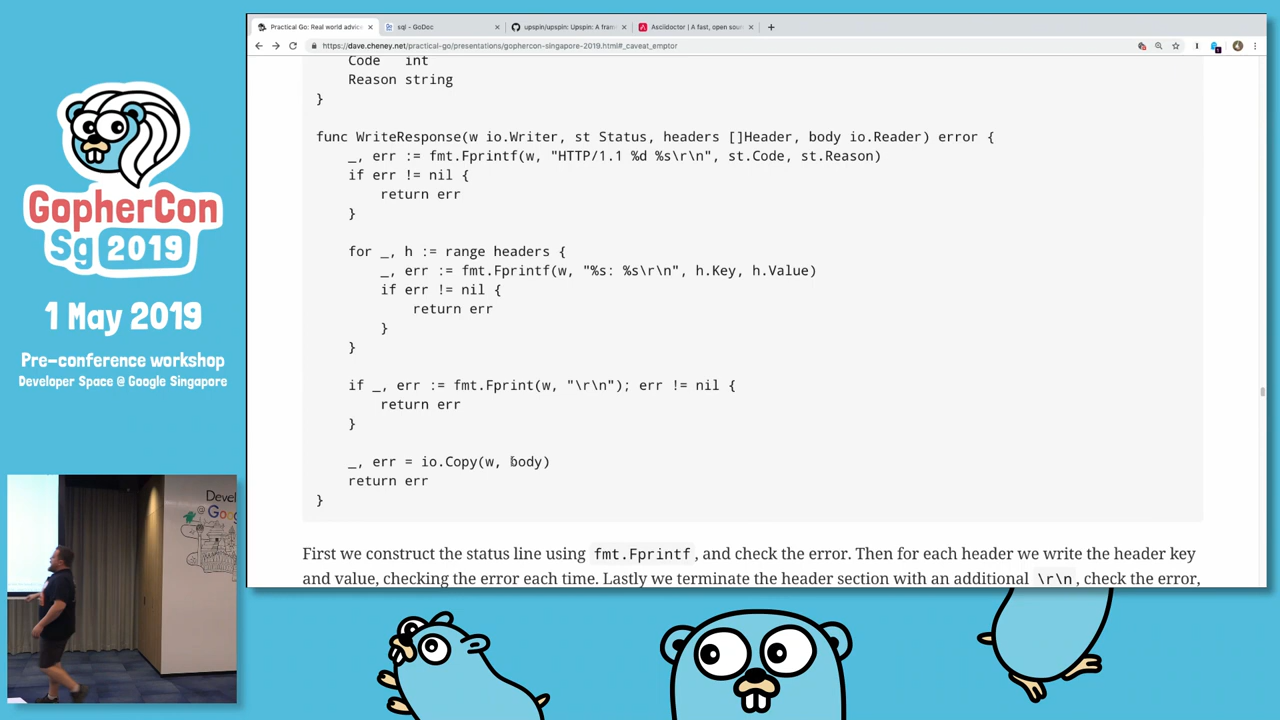 Practical Go: Real world advice
sql - GoDoc
upspin/upspin: Upspin: A fram
Asciidoctor | A fast, open sour
https://dave.cheney.net/practical-go/presentations/gophercon-singapore-2019.html#_caveat_emptor
Code int
Reason string
}
func WriteResponse(w io.Writer, st Status, headers []Header, body io.Reader) error {
_, err := fmt.Fprintf(w, "HTTP/1.1 %d %s\r\n", st.Code, st.Reason)
if err != nil {
return err
}
for _, h := range headers {
_, err := fmt.Fprintf(w, "%s: %s\r\n", h.Key, h.Value)
if err != nil {
return err
}
}
if _, err := fmt.Fprint(w, "\r\n"); err != nil {
return err
}
_, err = io.Copy(w, body)
return err
}
First we construct the status line using fmt.Fprintf, and check the error. Then for each header we write the header key
and value, checking the error each time. Lastly we terminate the header section with an additional \r\n, check the error,
GopherCon
Sg 2019
1 May 2019
Pre-conference workshop
Developer Space @ Google Singapore
Devel
@ Goog